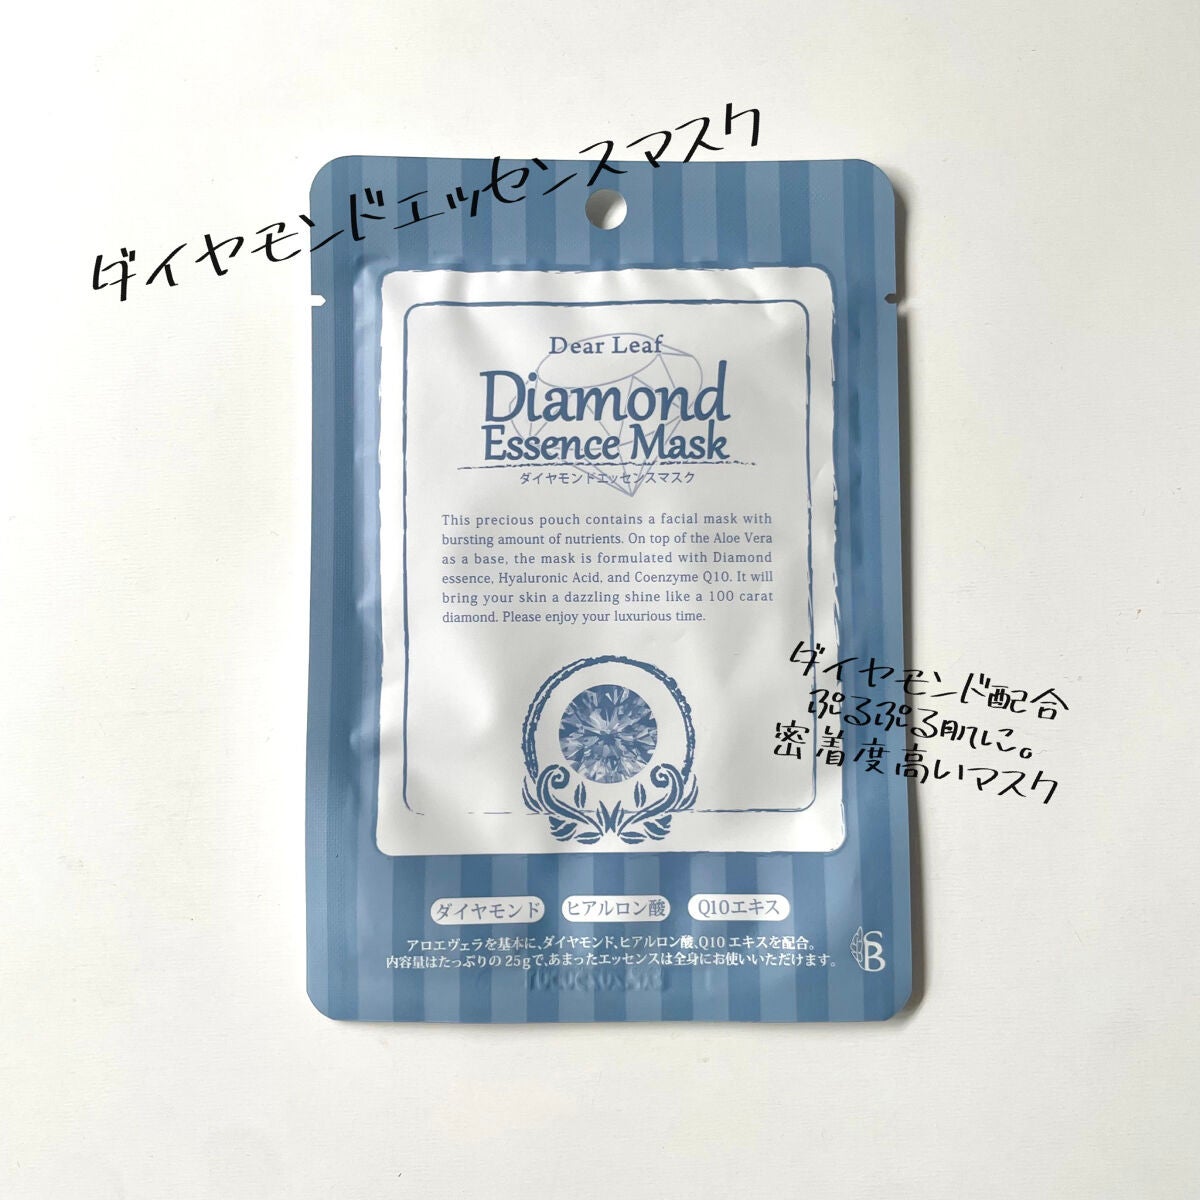 ダイヤモンドエッセンスマスク
Dear Leaf
Diamond
Essence Mask
ダイヤモンドエッセンスマスク
This precious pouch contains a facial mask with
bursting amount of nutrients. On top of the Aloe Vera
as a base, the mask is formulated with Diamond
essence, Hyaluronic Acid, and Coenzyme Q10. It will
bring your skin a dazzling shine like a 100 carat
diamond. Please enjoy your luxurious time.
ダイヤモンド配合
ぷるぷる肌に。
密着度高いマスク
ダイヤモンド ヒアルロン酸 Q10エキス
アロエヴェラを基本に、ダイヤモンド、ヒアルロン酸、Q10 エキスを配合。
内容量はたっぷりの 25gで、あまったエッセンスは全身にお使いいただけます。
SB